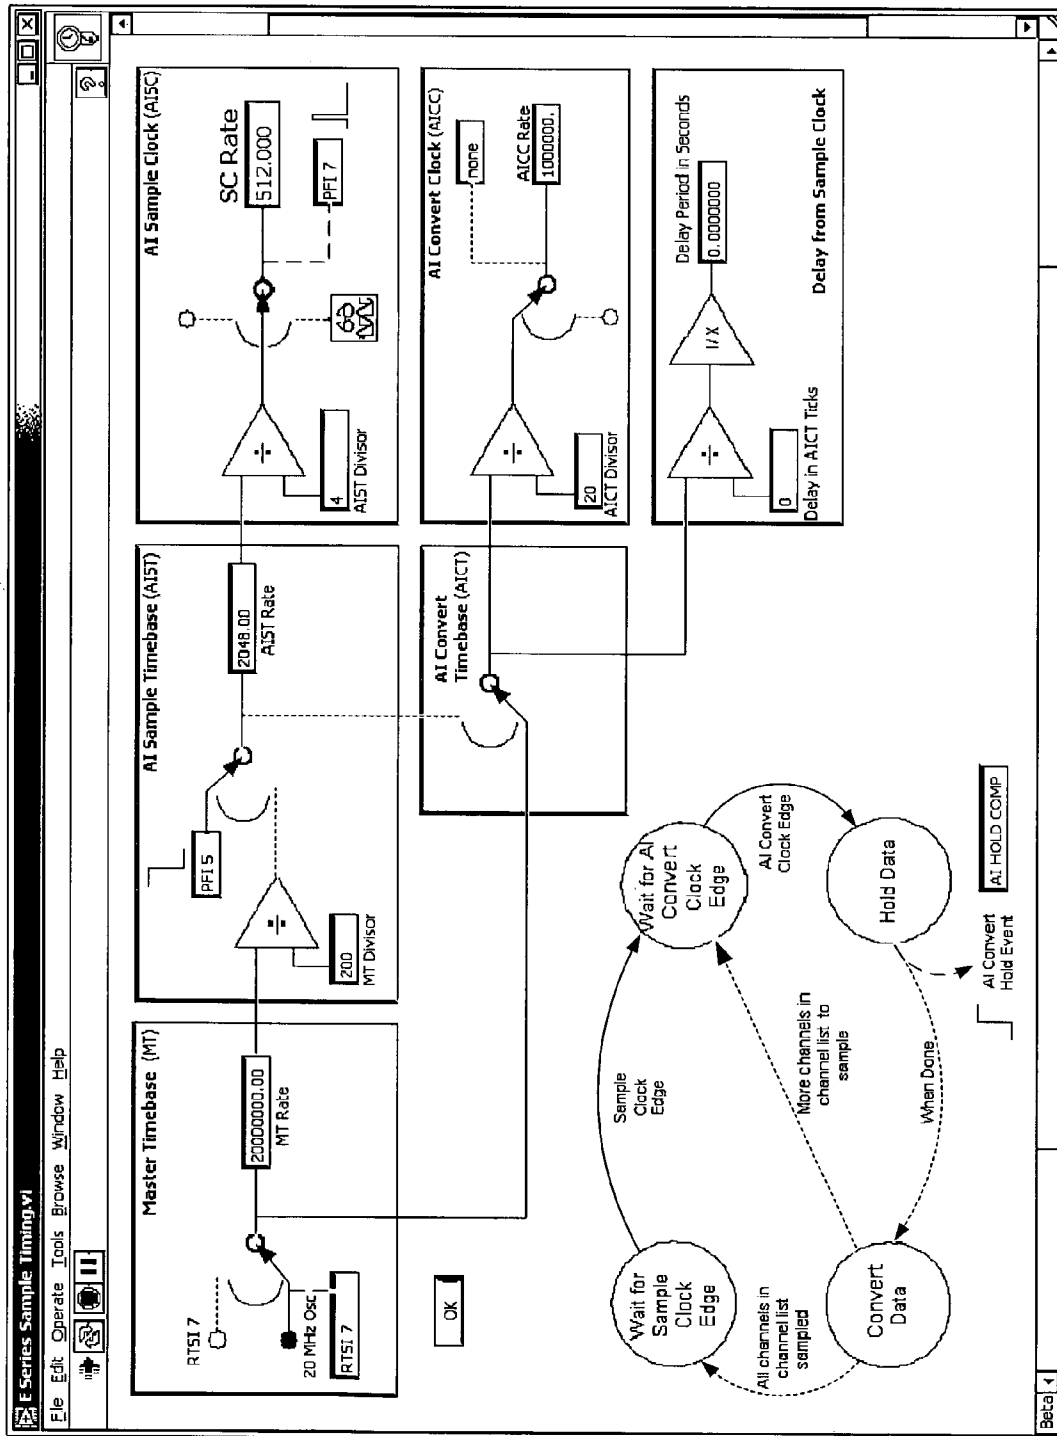 E Series Sample Timing.vi
File Edit Operate Tools Browse Window Help
?
Master Timebase (MT)
RTSI 7
20 MHz Osc
RTSI 7
20000000.00
MT Rate
OK
AI Sample Timebase (AIST)
PFI 5
÷
200
MT Divisor
2048.00
AIST Rate
AI Sample Clock (AISC)
÷
4
AIST Divisor
SC Rate
512.000
PFI 7
AI Convert
Timebase (AICT)
AI Convert Clock (AICC)
÷
20
AICT Divisor
none
AICC Rate
1000000.
÷
0
Delay in AICT Ticks
1/X
Delay Period in Seconds
0.0000000
Delay from Sample Clock
Wait for
Sample
Clock
Edge
Sample
Clock
Edge
Wait for AI
Convert
Clock
Edge
AI Convert
Clock Edge
Hold Data
AI Convert
Hold Event
AI HOLD COMP
When Done
Convert
Data
More channels in
channel list to
sample
All channels in
channel list
sampled
Beta